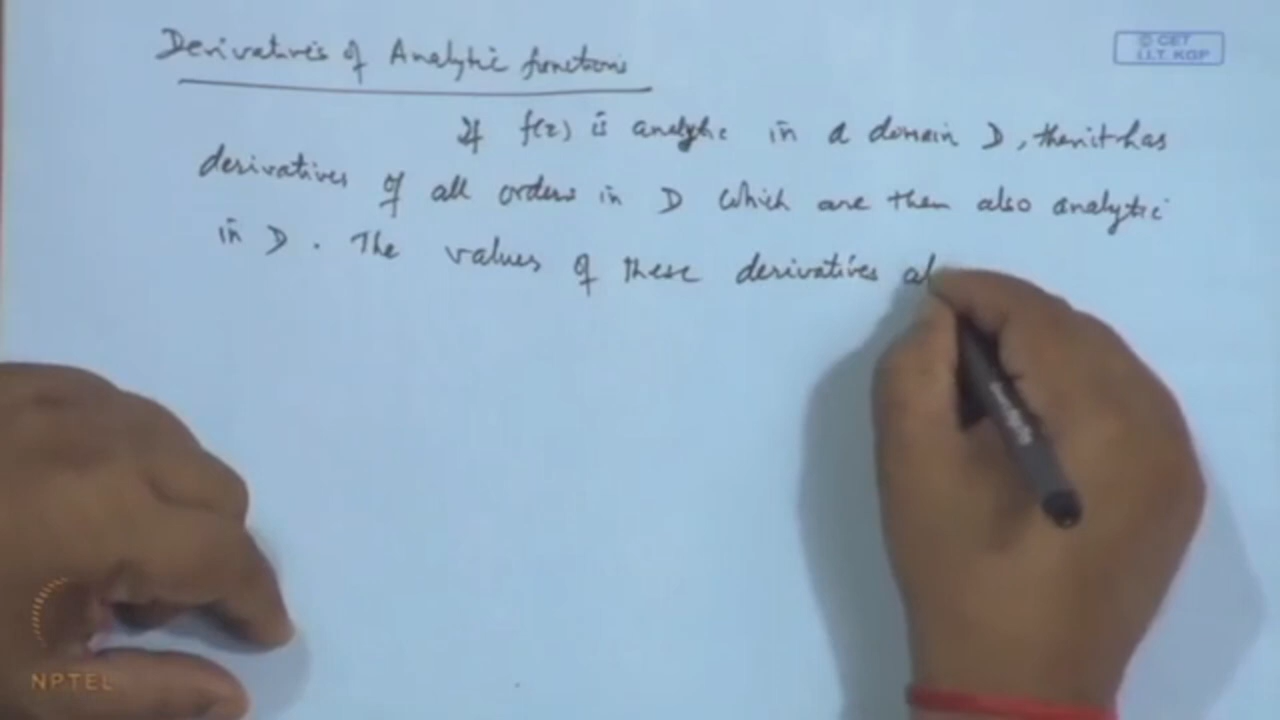 Derivatives of Analytic functions
© CET
I.I.T. KGP
If f(z) is analytic in a domain D, then it has
derivatives of all orders in D which are then also analytic
in D. The values of these derivatives
NPTEL